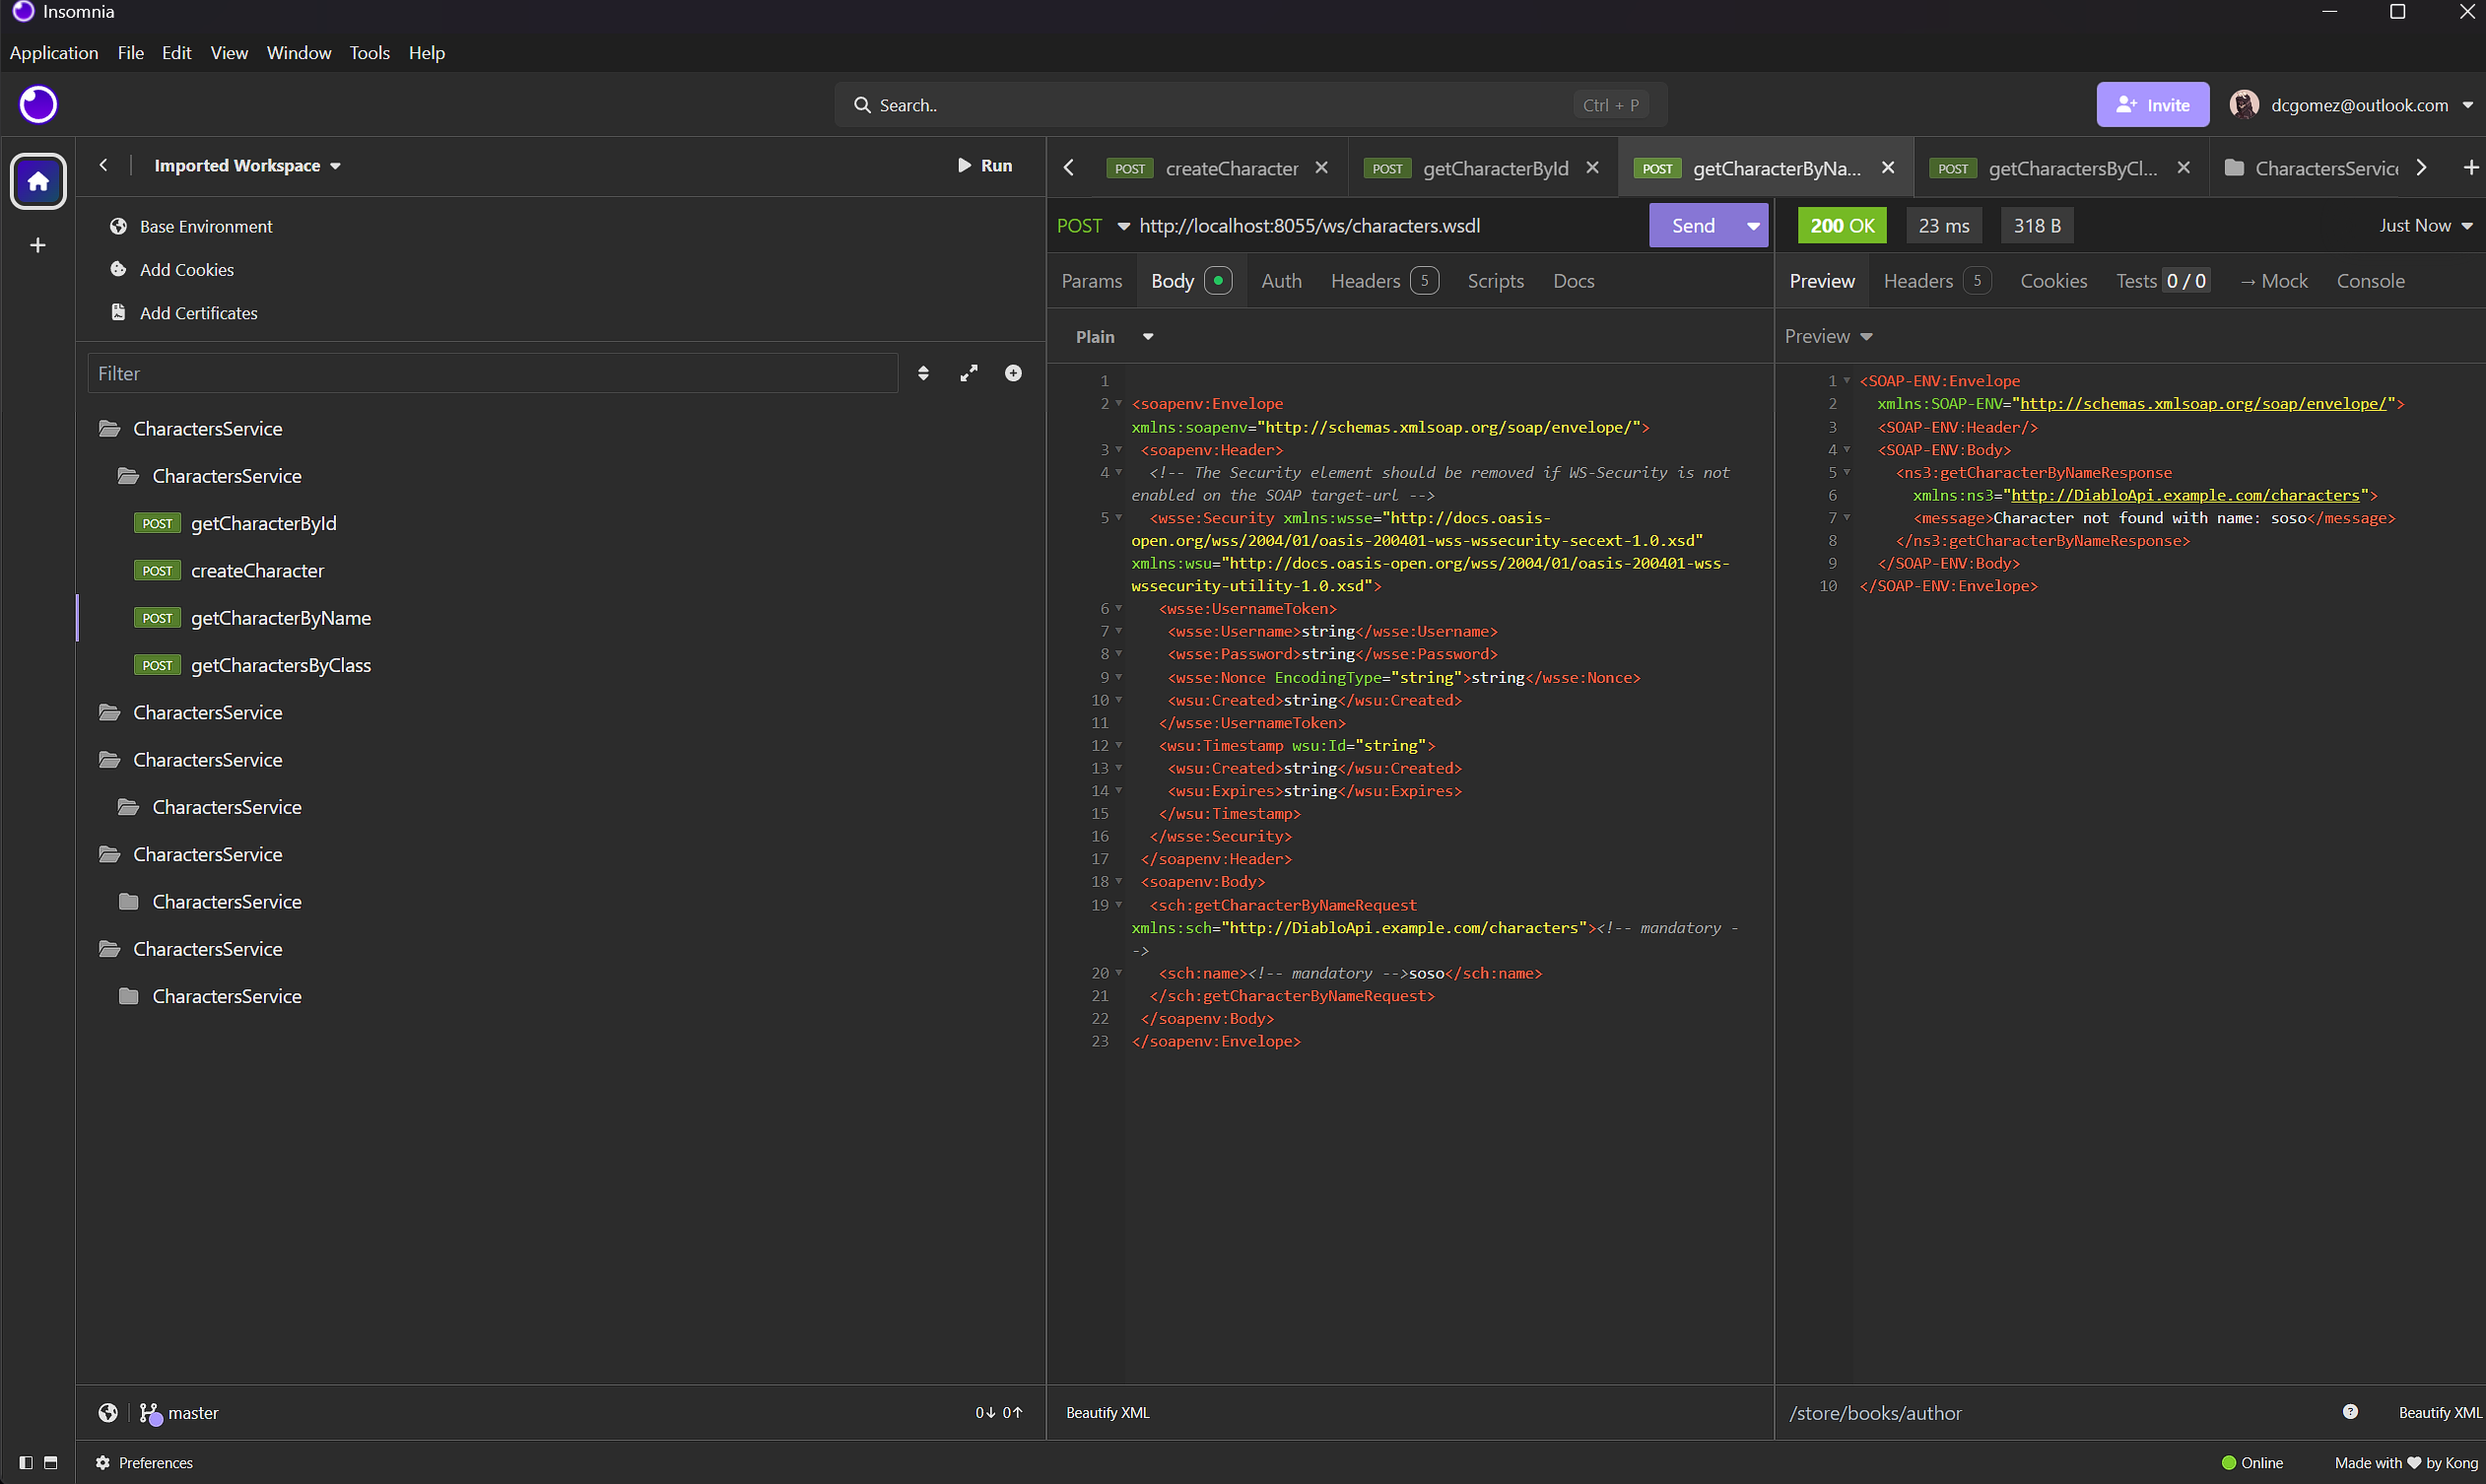 Insomnia
Application File Edit View Window Tools Help
Search.. Ctrl + P
Invite dcgomez@outlook.com
Imported Workspace Run
Base Environment
Add Cookies
Add Certificates
Filter
CharactersService
CharactersService
POST getCharacterById
POST createCharacter
POST getCharacterByName
POST getCharactersByClass
CharactersService
CharactersService
CharactersService
CharactersService
CharactersService
CharactersService
CharactersService
master 0↓ 0↑
Preferences
POST createCharacter POST getCharacterById POST getCharacterByNa... POST getCharactersByCl... CharactersService
POST http://localhost:8055/ws/characters.wsdl Send
Params Body Auth Headers 5 Scripts Docs
Plain
1
2 <soapenv:Envelope
xmlns:soapenv="http://schemas.xmlsoap.org/soap/envelope/">
3 <soapenv:Header>
4 <!-- The Security element should be removed if WS-Security is not
enabled on the SOAP target-url -->
5 <wsse:Security xmlns:wsse="http://docs.oasis-
open.org/wss/2004/01/oasis-200401-wss-wssecurity-secext-1.0.xsd"
xmlns:wsu="http://docs.oasis-open.org/wss/2004/01/oasis-200401-wss-
wssecurity-utility-1.0.xsd">
6 <wsse:UsernameToken>
7 <wsse:Username>string</wsse:Username>
8 <wsse:Password>string</wsse:Password>
9 <wsse:Nonce EncodingType="string">string</wsse:Nonce>
10 <wsu:Created>string</wsu:Created>
11 </wsse:UsernameToken>
12 <wsu:Timestamp wsu:Id="string">
13 <wsu:Created>string</wsu:Created>
14 <wsu:Expires>string</wsu:Expires>
15 </wsu:Timestamp>
16 </wsse:Security>
17 </soapenv:Header>
18 <soapenv:Body>
19 <sch:getCharacterByNameRequest
xmlns:sch="http://DiabloApi.example.com/characters"><!-- mandatory -
->
20 <sch:name><!-- mandatory -->soso</sch:name>
21 </sch:getCharacterByNameRequest>
22 </soapenv:Body>
23 </soapenv:Envelope>
Beautify XML
200 OK 23 ms 318 B Just Now
Preview Headers 5 Cookies Tests 0 / 0 → Mock Console
Preview
1 <SOAP-ENV:Envelope
2 xmlns:SOAP-ENV="http://schemas.xmlsoap.org/soap/envelope/">
3 <SOAP-ENV:Header/>
4 <SOAP-ENV:Body>
5 <ns3:getCharacterByNameResponse
6 xmlns:ns3="http://DiabloApi.example.com/characters">
7 <message>Character not found with name: soso</message>
8 </ns3:getCharacterByNameResponse>
9 </SOAP-ENV:Body>
10 </SOAP-ENV:Envelope>
/store/books/author ? Beautify XML
Online Made with ♥ by Kong